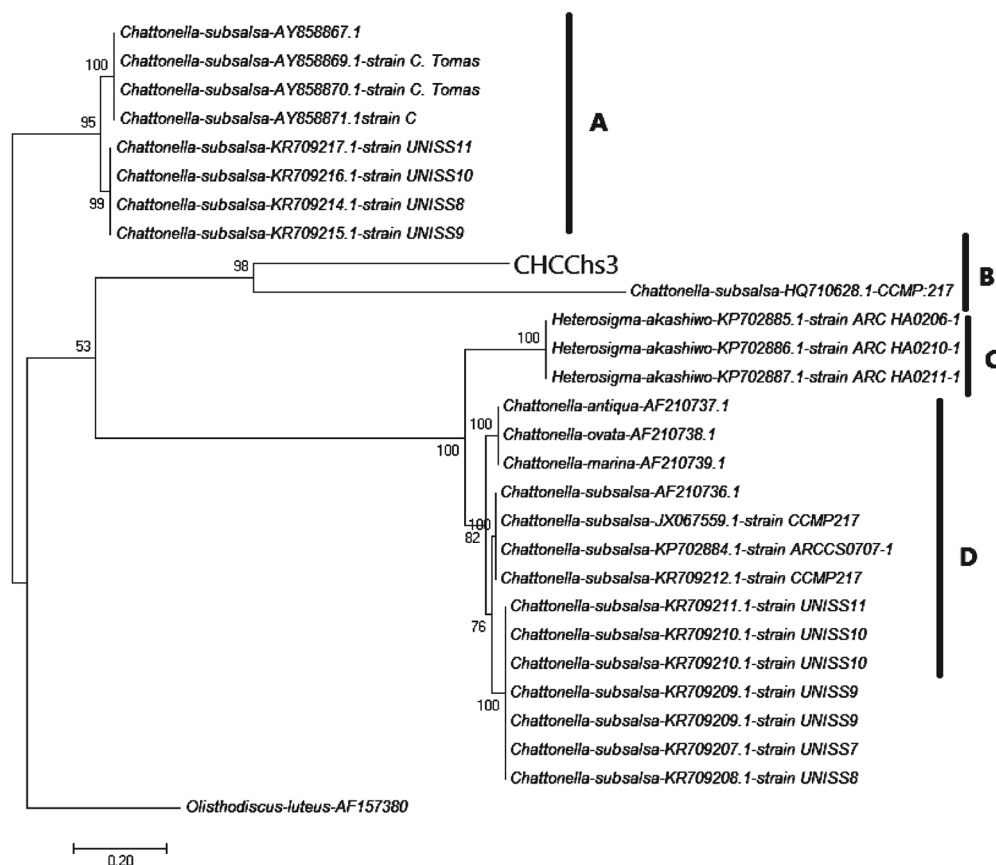 Chattonella-subsalsa-AY858867.1
Chattonella-subsalsa-AY858869.1-strain C. Tomas
100
Chattonella-subsalsa-AY858870.1-strain C. Tomas
Chattonella-subsalsa-AY858871.1strain C
A
95
Chattonella-subsalsa-KR709217.1-strain UNISS11
Chattonella-subsalsa-KR709216.1-strain UNISS10
99
Chattonella-subsalsa-KR709214.1-strain UNISS8
Chattonella-subsalsa-KR709215.1-strain UNISS9
98
CHCChs3
B
Chattonella-subsalsa-HQ710628.1-CCMP:217
Heterosigma-akashiwo-KP702885.1-strain ARC HA0206-1
100
53
Heterosigma-akashiwo-KP702886.1-strain ARC HA0210-1
C
Heterosigma-akashiwo-KP702887.1-strain ARC HA0211-1
Chattonella-antiqua-AF210737.1
100
Chattonella-ovata-AF210738.1
100
Chattonella-marina-AF210739.1
Chattonella-subsalsa-AF210736.1
100
82
Chattonella-subsalsa-JX067559.1-strain CCMP217
Chattonella-subsalsa-KP702884.1-strain ARCCS0707-1
D
Chattonella-subsalsa-KR709212.1-strain CCMP217
Chattonella-subsalsa-KR709211.1-strain UNISS11
76
Chattonella-subsalsa-KR709210.1-strain UNISS10
Chattonella-subsalsa-KR709210.1-strain UNISS10
Chattonella-subsalsa-KR709209.1-strain UNISS9
100
Chattonella-subsalsa-KR709209.1-strain UNISS9
Chattonella-subsalsa-KR709207.1-strain UNISS7
Chattonella-subsalsa-KR709208.1-strain UNISS8
Olisthodiscus-luteus-AF157380
0.20